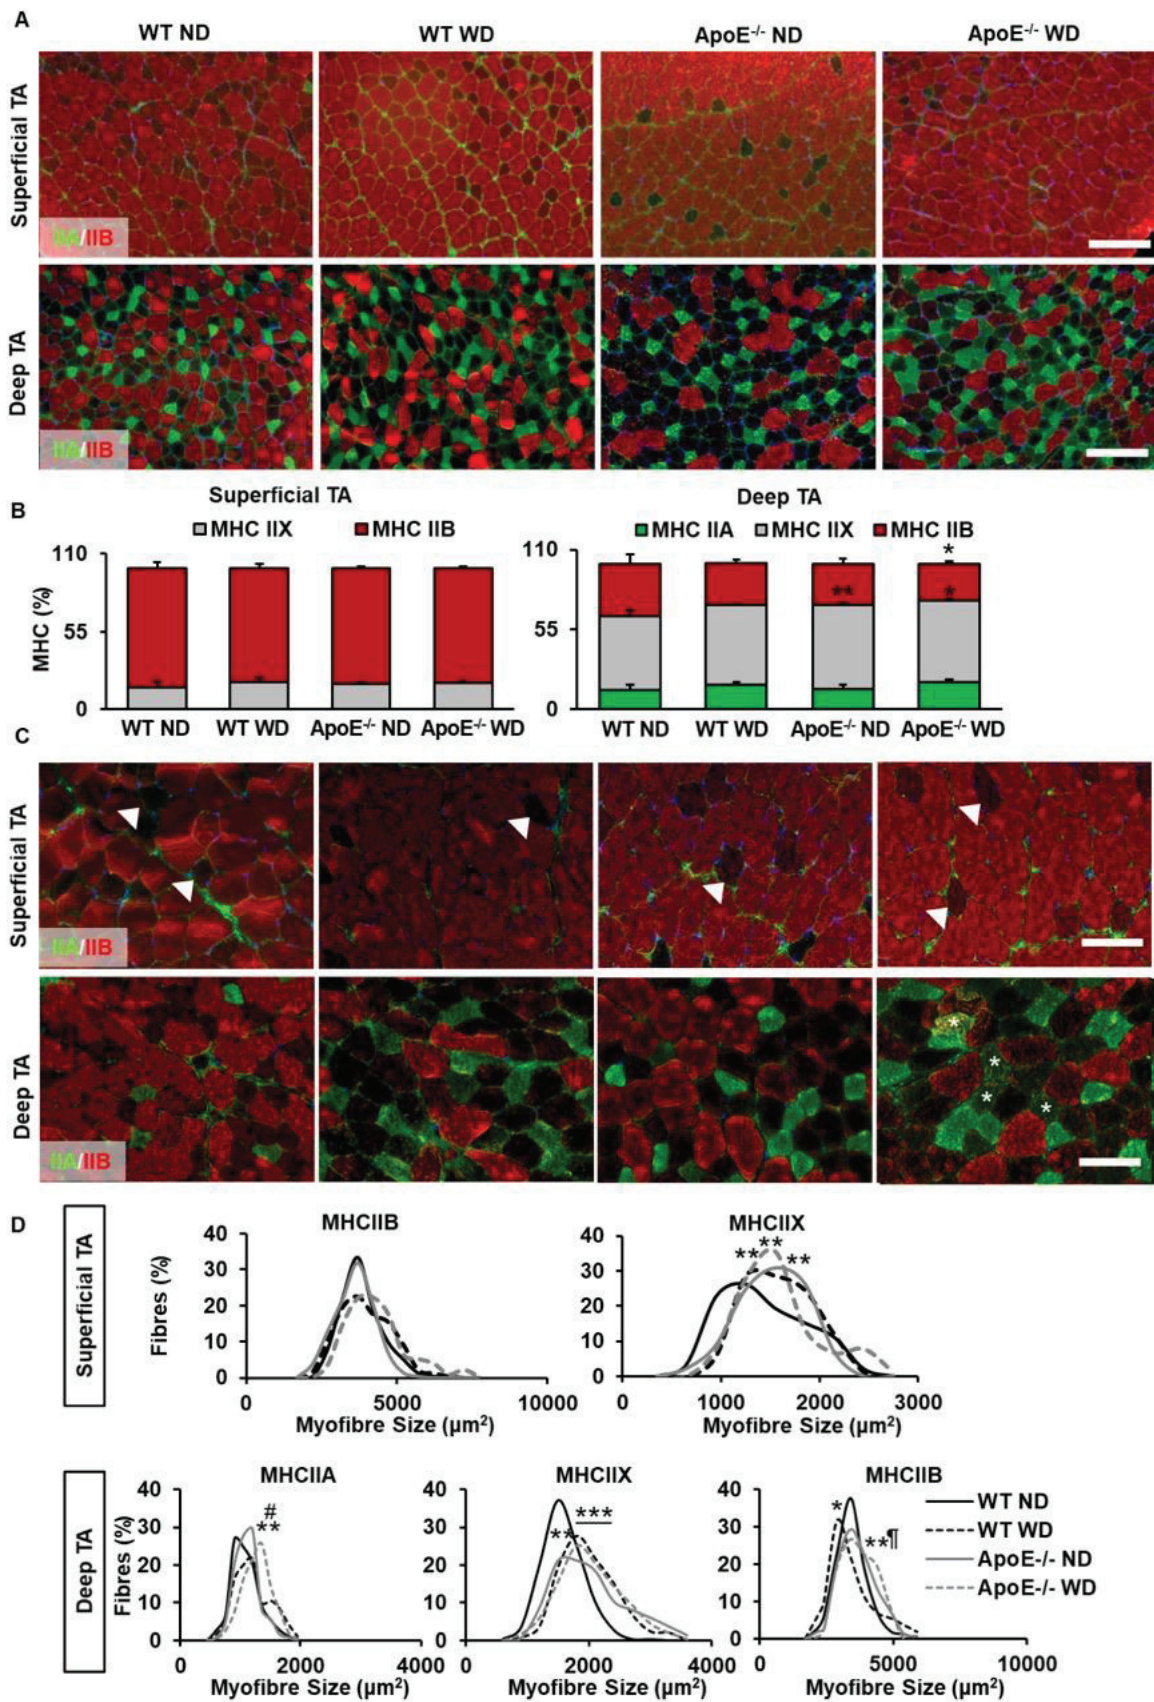 A
WT ND
WT WD
ApoE⁻/⁻ ND
ApoE⁻/⁻ WD
Superficial TA
IIA/IIB
Deep TA
IIA/IIB
B
Superficial TA
MHC IIX
MHC IIB
Deep TA
MHC IIA
MHC IIX
MHC IIB
MHC (%)
110
55
0
WT ND
WT WD
ApoE⁻/⁻ ND
ApoE⁻/⁻ WD
110
55
0
*
*
**
*
WT ND
WT WD
ApoE⁻/⁻ ND
ApoE⁻/⁻ WD
C
Superficial TA
IIA/IIB
Deep TA
IIA/IIB
*
*
*
*
D
Superficial TA
MHCIIB
Fibres (%)
40
30
20
10
0
0 5000 10000
Myofibre Size (µm²)
MHCIIX
40
30
20
10
0
**
**
**
0 1000 2000 3000
Myofibre Size (µm²)
Deep TA
MHCIIA
Fibres (%)
40
30
20
10
0
#
**
0 2000 4000
Myofibre Size (µm²)
MHCIIX
40
30
20
10
0
**
***
0 2000 4000
Myofibre Size (µm²)
MHCIIB
40
30
20
10
0
*
**¶
0 5000 10000
Myofibre Size (µm²)
WT ND
WT WD
ApoE-/- ND
ApoE-/- WD